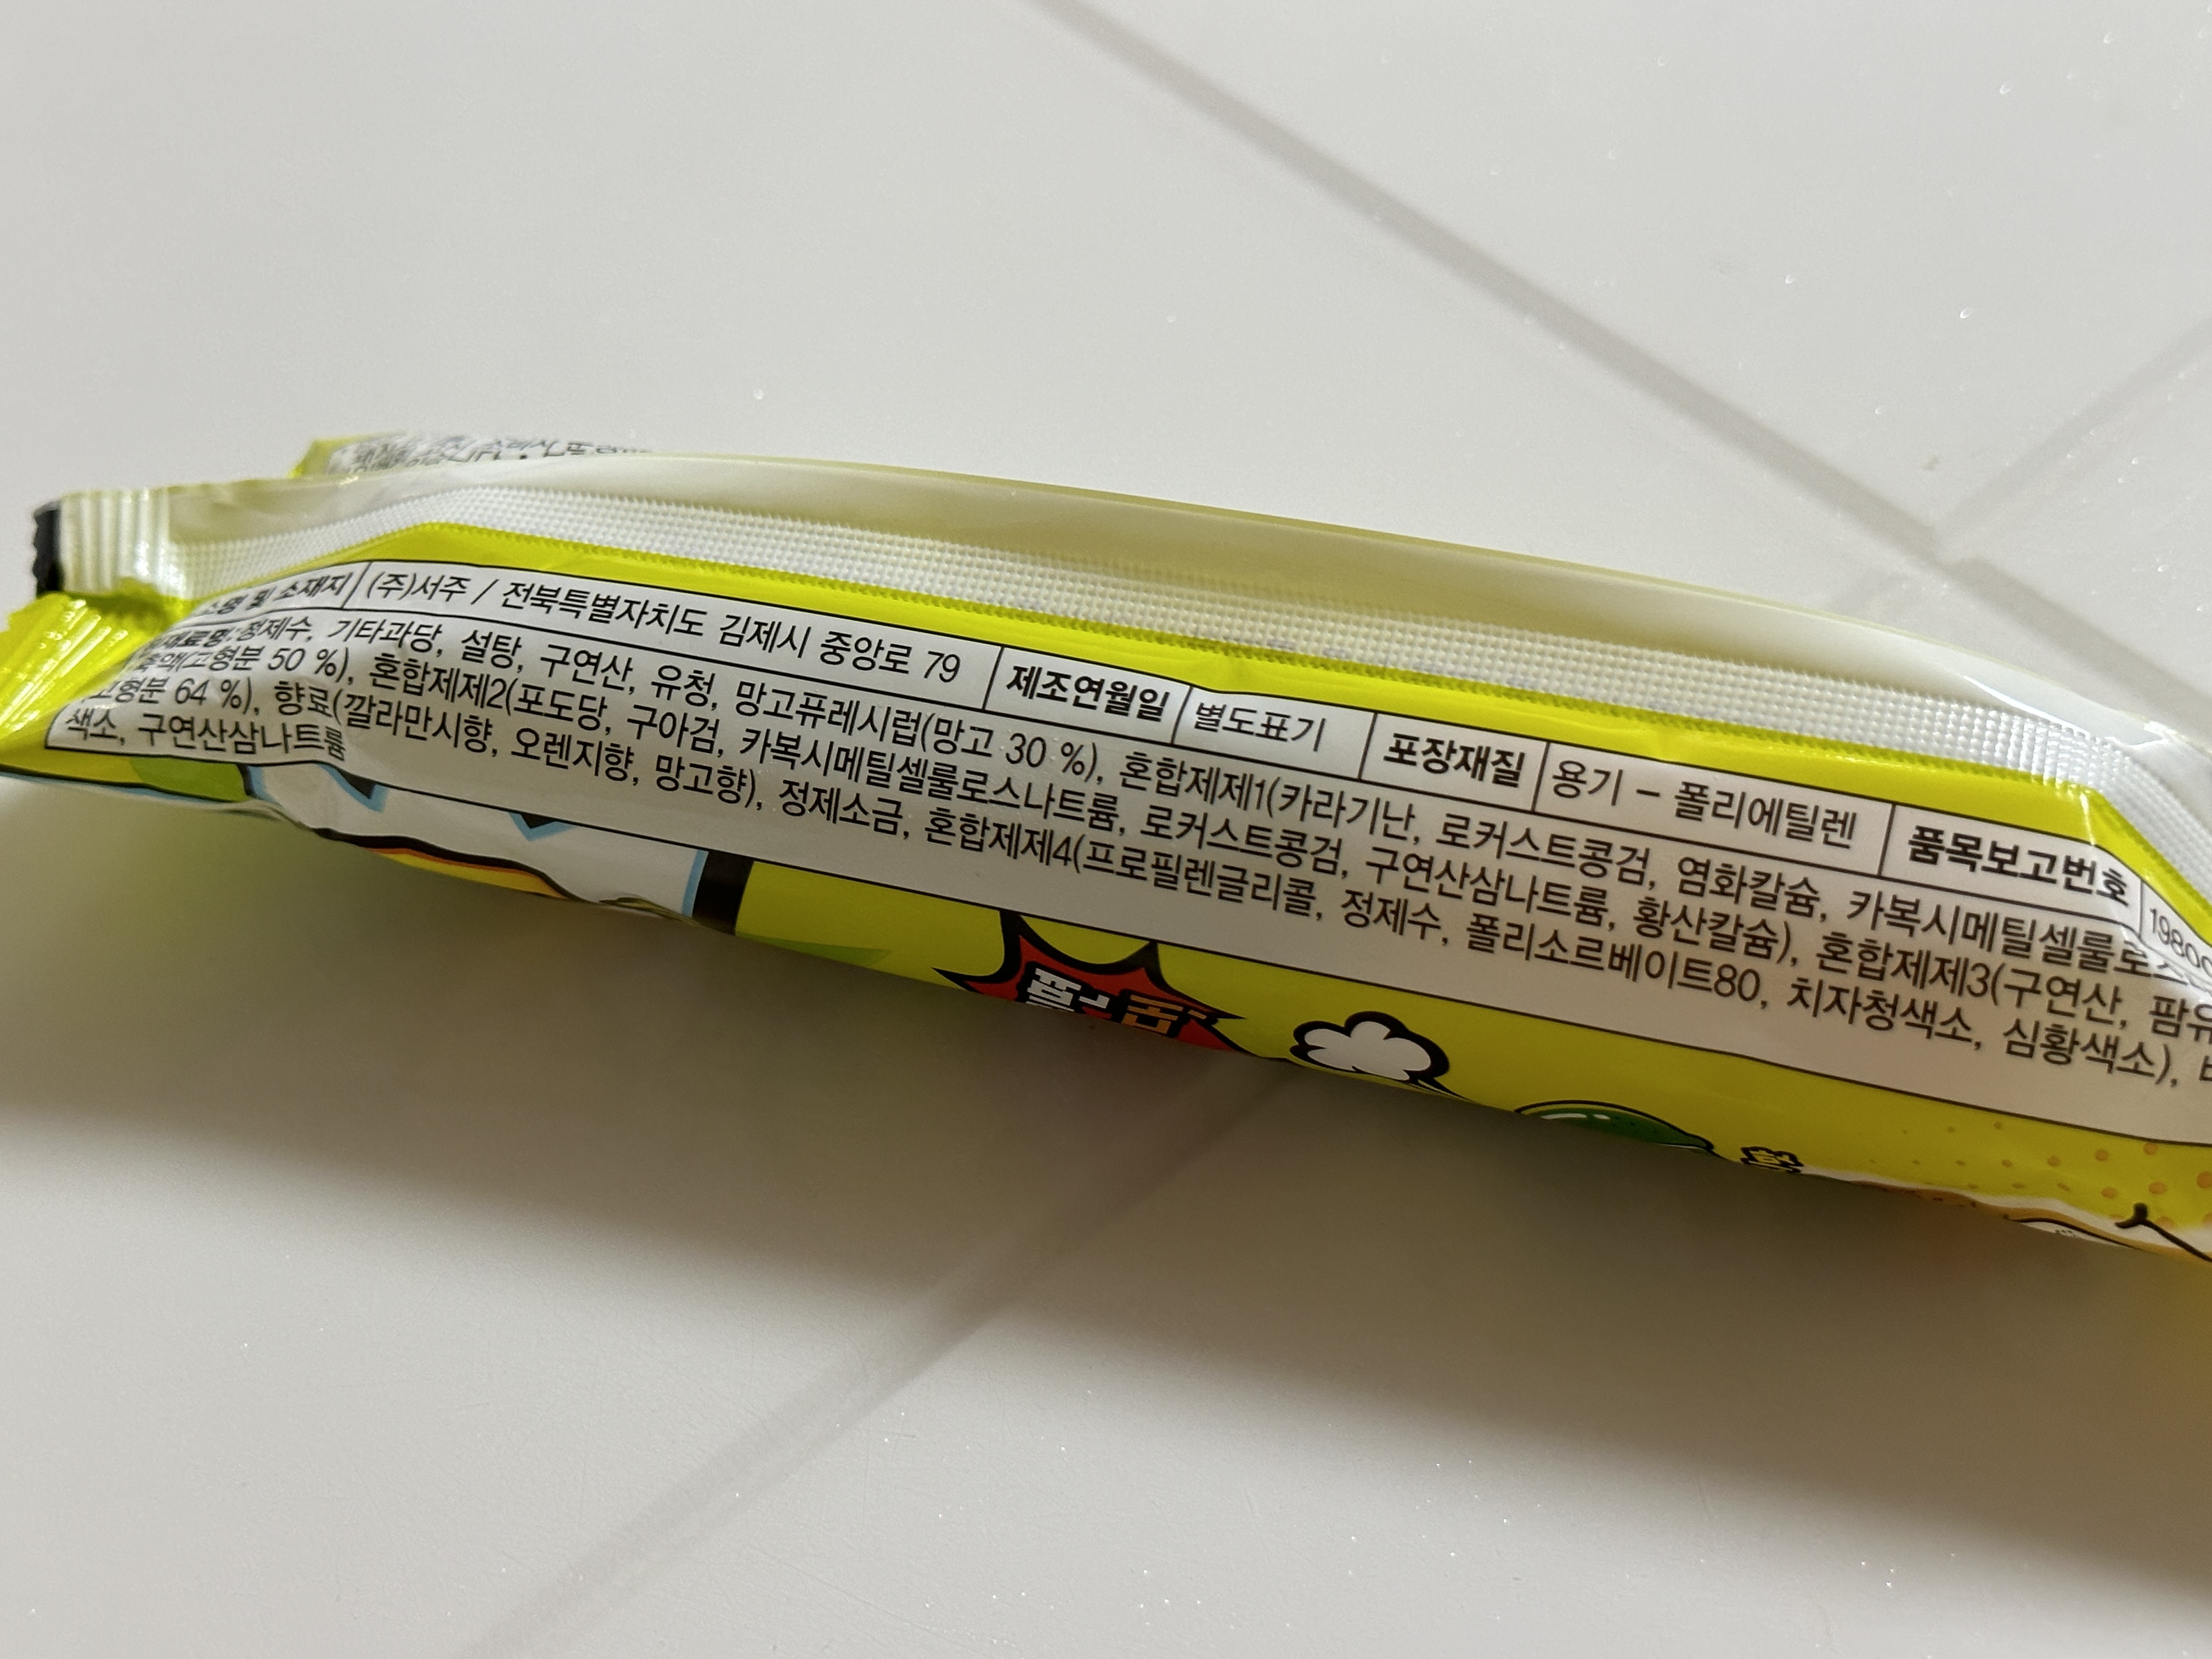 소재지 (주)서주 / 전북특별자치도 김제시 중앙로 79 제조연월일 별도표기 포장재질 용기 – 폴리에틸렌 품목보고번호
정제수, 기타과당, 설탕, 구연산, 유청, 망고퓨레시럽(망고 30 %), 혼합제제1(카라기난, 로커스트콩검, 염화칼슘, 카복시메틸셀룰로
(고형분 50 %), 혼합제제2(포도당, 구아검, 카복시메틸셀룰로스나트륨, 로커스트콩검, 구연산삼나트륨, 황산칼슘), 혼합제제3(구연산,
64 %), 향료(깔라만시향, 오렌지향, 망고향), 정제소금, 혼합제제4(프로필렌글리콜, 정제수, 폴리소르베이트80, 치자청색소, 심황색소),
색소, 구연산삼나트륨